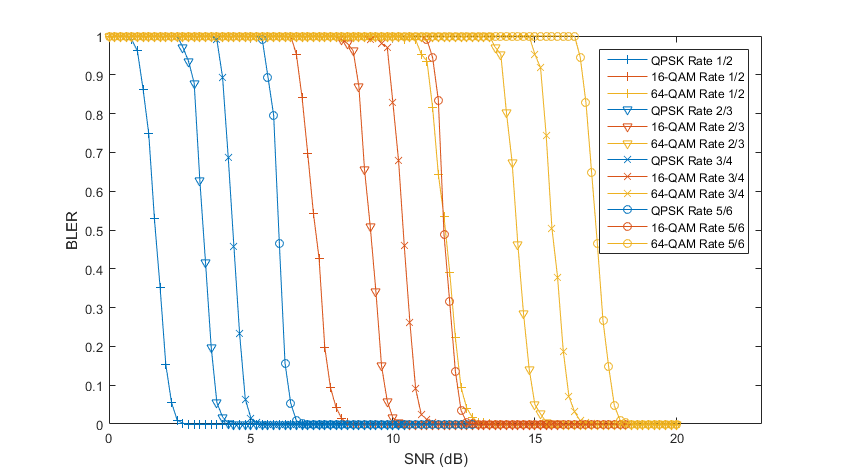 1
0.9
0.8
0.7
0.6
0.5
0.4
0.3
0.2
0.1
0
BLER
0 5 10 15 20
SNR (dB)
QPSK Rate 1/2
16-QAM Rate 1/2
64-QAM Rate 1/2
QPSK Rate 2/3
16-QAM Rate 2/3
64-QAM Rate 2/3
QPSK Rate 3/4
16-QAM Rate 3/4
64-QAM Rate 3/4
QPSK Rate 5/6
16-QAM Rate 5/6
64-QAM Rate 5/6